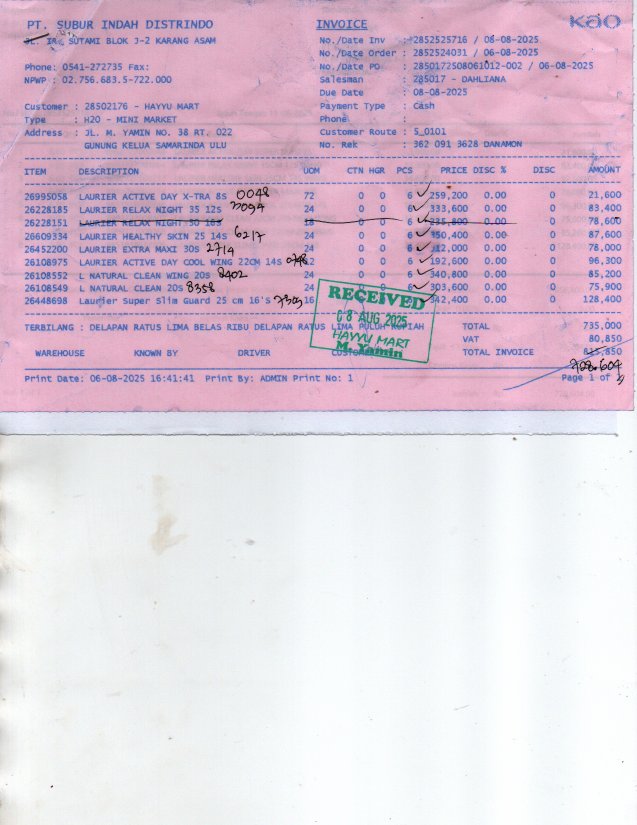 PT. SUBUR INDAH DISTRINDO
JL. IR. SUTAMI BLOK J-2 KARANG ASAM
Phone: 0541-272735 Fax:
NPWP : 02.756.683.5-722.000
Customer : 28502176 - HAYYU MART
Type : H20 - MINI MARKET
Address : JL. M. YAMIN NO. 38 RT. 022
GUNUNG KELUA SAMARINDA ULU
Kao
INVOICE
No./Date Inv : 2852525716 / 06-08-2025
No./Date Order : 2852524031 / 06-08-2025
No./Date PO : 2850172508061012-002 / 06-08-2025
Salesman : 285017 - DAHLIANA
Due Date : 08-08-2025
Payment Type : Cash
Phone :
Customer Route : S_0101
No. Rek : 362 091 3628 DANAMON
ITEM DESCRIPTION UOM CTN HGR PCS PRICE DISC % DISC AMOUNT
26995058 LAURIER ACTIVE DAY X-TRA 8S 0048 72 0 0 6 259,200 0.00 0 21,600
26228185 LAURIER RELAX NIGHT 35 12S 24 0 0 6 333,600 0.00 0 83,400
26228151 LAURIER RELAX NIGHT 30 16S 18 0 0 6 235,800 0.00 0 78,600
26609334 LAURIER HEALTHY SKIN 25 14S 6217 24 0 0 6 350,400 0.00 0 87,600
26452200 LAURIER EXTRA MAXI 30S 2714 24 0 0 6 312,000 0.00 0 78,000
26108975 LAURIER ACTIVE DAY COOL WING 22CM 14S 12 0 0 6 192,600 0.00 0 96,300
26108552 L NATURAL CLEAN WING 20S 8402 24 0 0 6 340,800 0.00 0 85,200
26108549 L NATURAL CLEAN 20S 8358 24 0 0 6 303,600 0.00 0 75,900
26448698 Laurier Super Slim Guard 25 cm 16'S 16 0 0 6 342,400 0.00 0 128,400
RECEIVED
08 AUG 2025
HAYYU MART
M. Yamin
TERBILANG : DELAPAN RATUS LIMA BELAS RIBU DELAPAN RATUS LIMA PULUH RUPIAH
TOTAL 735,000
VAT 80,850
TOTAL INVOICE 815,850
708.604
WAREHOUSE KNOWN BY DRIVER CUSTOMER
Print Date: 06-08-2025 16:41:41 Print By: ADMIN Print No: 1
Page 1 of